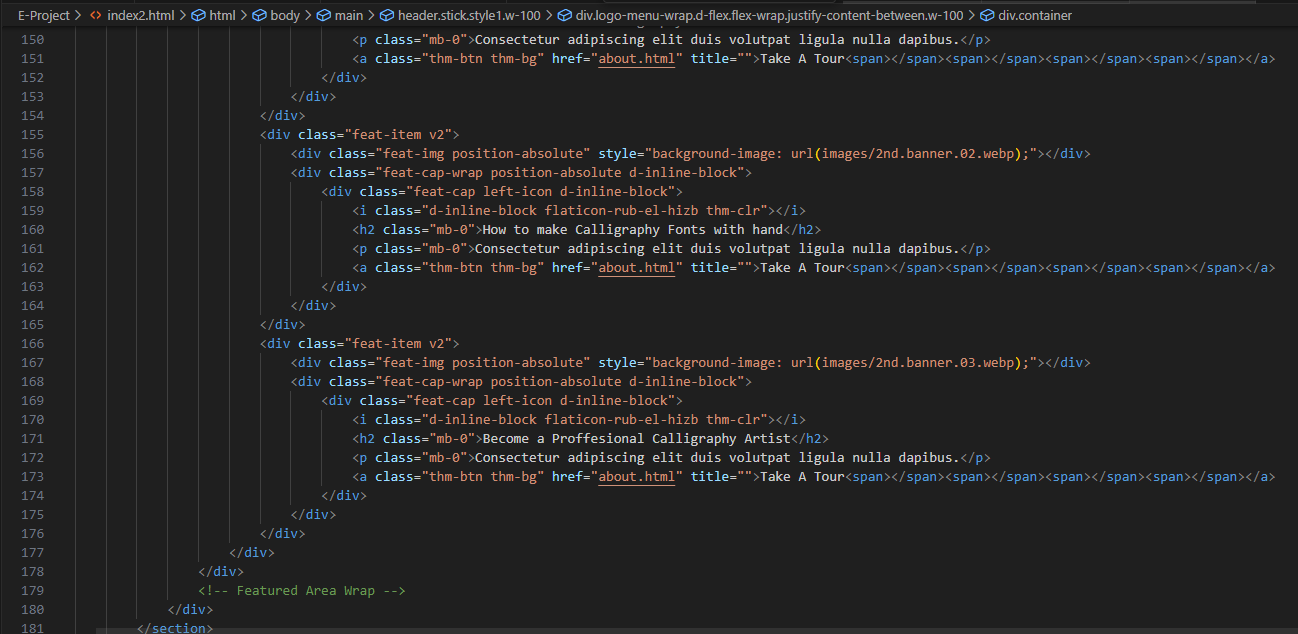 E-Project > <> index2.html > html > body > main > header.stick.style1.w-100 > div.logo-menu-wrap.d-flex.flex-wrap.justify-content-between.w-100 > div.container
150 <p class="mb-0">Consectetur adipiscing elit duis volutpat ligula nulla dapibus.</p>
151 <a class="thm-btn thm-bg" href="about.html" title="">Take A Tour<span></span><span></span><span></span><span></span></a>
152 </div>
153 </div>
154 </div>
155 <div class="feat-item v2">
156 <div class="feat-img position-absolute" style="background-image: url(images/2nd.banner.02.webp);"></div>
157 <div class="feat-cap-wrap position-absolute d-inline-block">
158 <div class="feat-cap left-icon d-inline-block">
159 <i class="d-inline-block flaticon-rub-el-hizb thm-clr"></i>
160 <h2 class="mb-0">How to make Calligraphy Fonts with hand</h2>
161 <p class="mb-0">Consectetur adipiscing elit duis volutpat ligula nulla dapibus.</p>
162 <a class="thm-btn thm-bg" href="about.html" title="">Take A Tour<span></span><span></span><span></span><span></span></a>
163 </div>
164 </div>
165 </div>
166 <div class="feat-item v2">
167 <div class="feat-img position-absolute" style="background-image: url(images/2nd.banner.03.webp);"></div>
168 <div class="feat-cap-wrap position-absolute d-inline-block">
169 <div class="feat-cap left-icon d-inline-block">
170 <i class="d-inline-block flaticon-rub-el-hizb thm-clr"></i>
171 <h2 class="mb-0">Become a Proffesional Calligraphy Artist</h2>
172 <p class="mb-0">Consectetur adipiscing elit duis volutpat ligula nulla dapibus.</p>
173 <a class="thm-btn thm-bg" href="about.html" title="">Take A Tour<span></span><span></span><span></span><span></span></a>
174 </div>
175 </div>
176 </div>
177 </div>
178 </div>
179 <!-- Featured Area Wrap -->
180 </div>
181 </section>